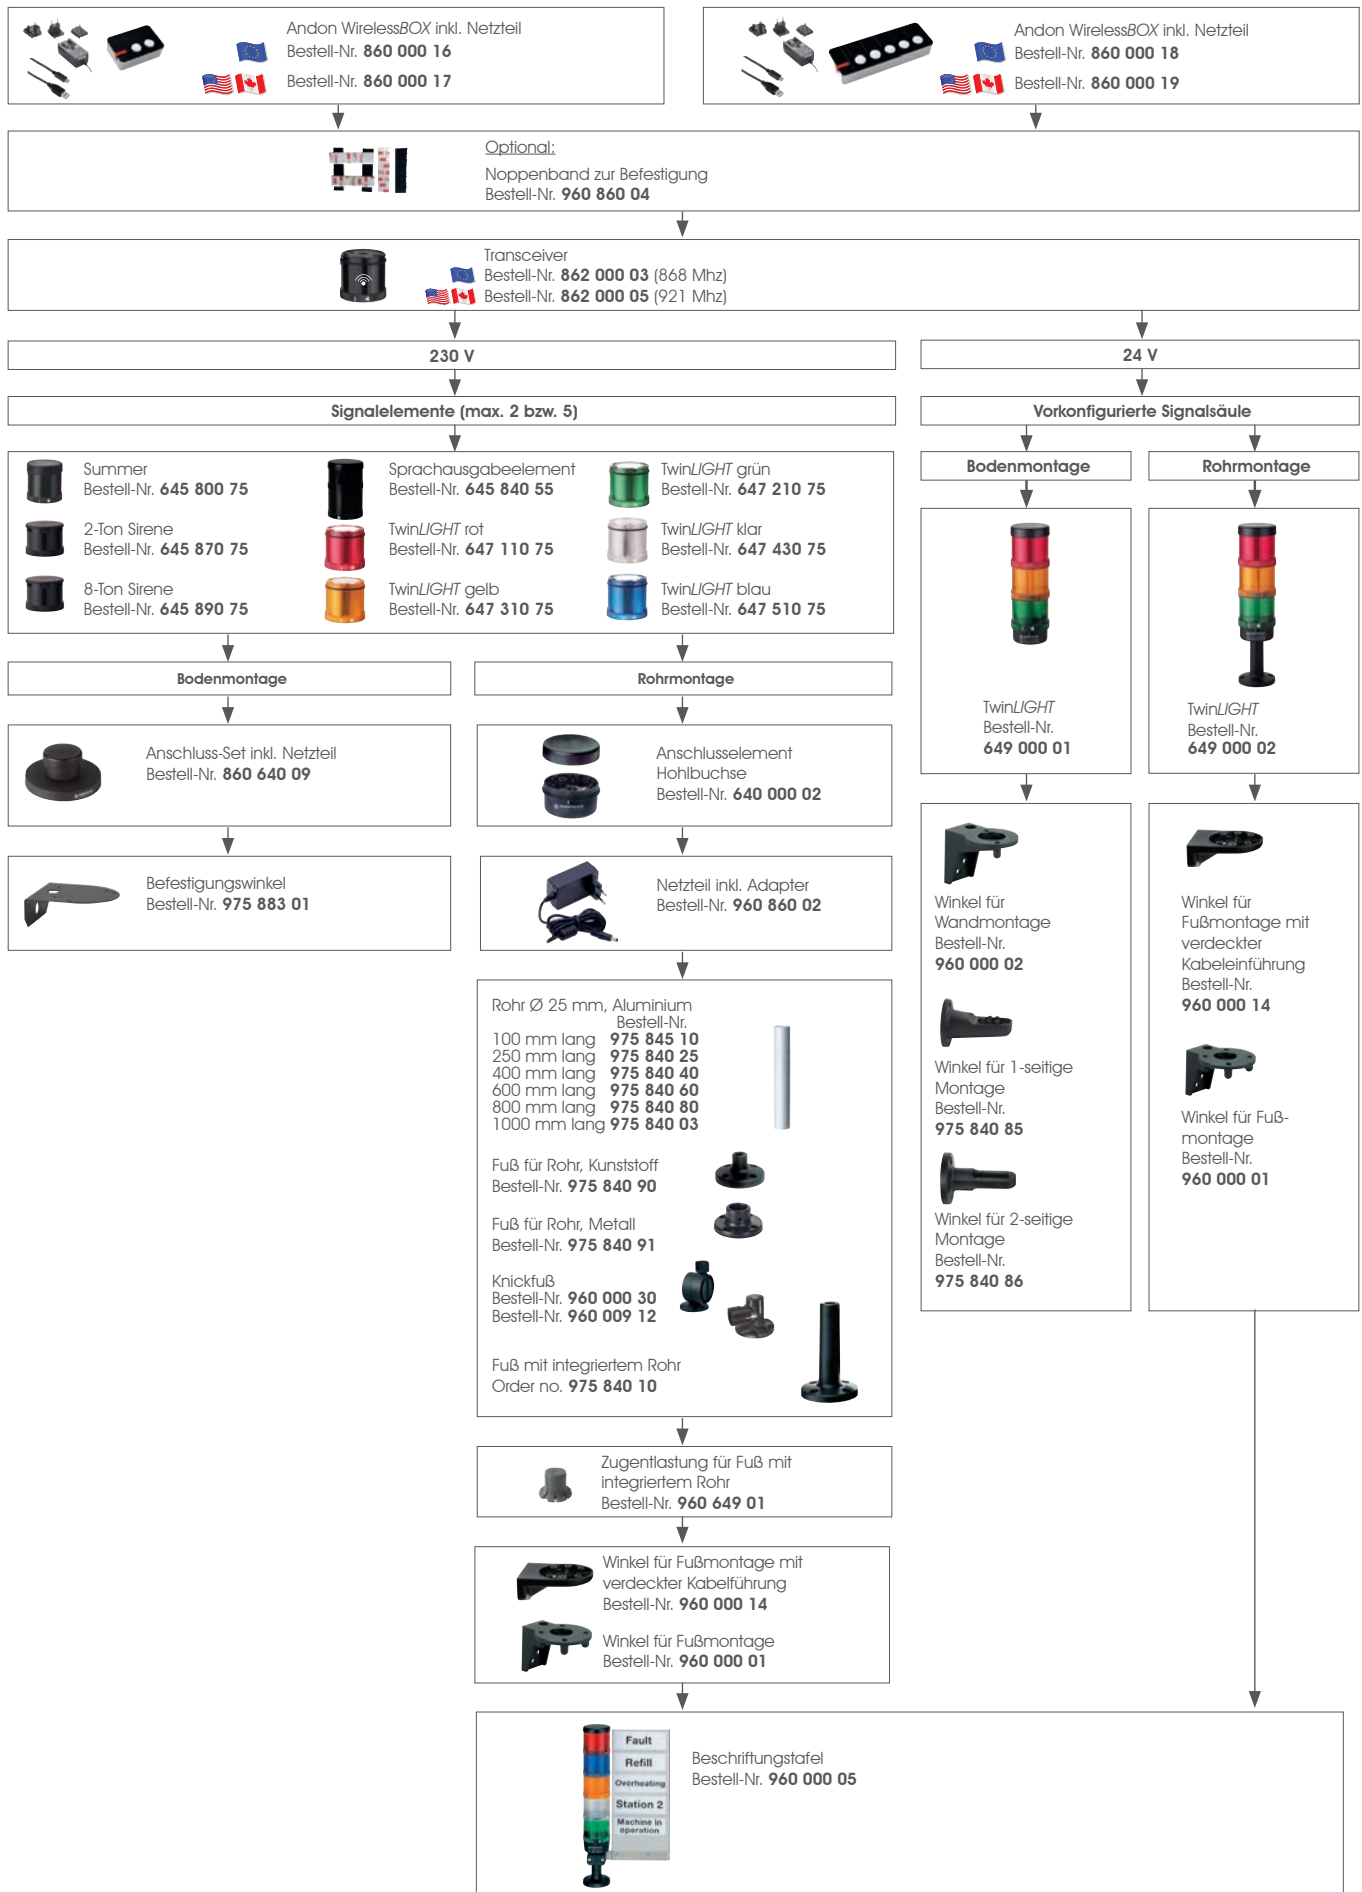 Andon WirelessBOX inkl. Netzteil
Bestell-Nr. 860 000 16
Bestell-Nr. 860 000 17
Andon WirelessBOX inkl. Netzteil
Bestell-Nr. 860 000 18
Bestell-Nr. 860 000 19
Optional:
Noppenband zur Befestigung
Bestell-Nr. 960 860 04
Transceiver
Bestell-Nr. 862 000 03 (868 Mhz)
Bestell-Nr. 862 000 05 (921 Mhz)
230 V
24 V
Signalelemente (max. 2 bzw. 5)
Vorkonfigurierte Signalsäule
Summer
Bestell-Nr. 645 800 75
2-Ton Sirene
Bestell-Nr. 645 870 75
8-Ton Sirene
Bestell-Nr. 645 890 75
Sprachausgabeelement
Bestell-Nr. 645 840 55
TwinLIGHT rot
Bestell-Nr. 647 110 75
TwinLIGHT gelb
Bestell-Nr. 647 310 75
TwinLIGHT grün
Bestell-Nr. 647 210 75
TwinLIGHT klar
Bestell-Nr. 647 430 75
TwinLIGHT blau
Bestell-Nr. 647 510 75
Bodenmontage
Rohrmontage
TwinLIGHT
Bestell-Nr.
649 000 01
TwinLIGHT
Bestell-Nr.
649 000 02
Bodenmontage
Rohrmontage
Anschluss-Set inkl. Netzteil
Bestell-Nr. 860 640 09
Anschlusselement
Hohlbuchse
Bestell-Nr. 640 000 02
Befestigungswinkel
Bestell-Nr. 975 883 01
Netzteil inkl. Adapter
Bestell-Nr. 960 860 02
Winkel für
Wandmontage
Bestell-Nr.
960 000 02
Winkel für 1-seitige
Montage
Bestell-Nr.
975 840 85
Winkel für 2-seitige
Montage
Bestell-Nr.
975 840 86
Winkel für
Fußmontage mit
verdeckter
Kabeleinführung
Bestell-Nr.
960 000 14
Winkel für Fuß-
montage
Bestell-Nr.
960 000 01
Rohr Ø 25 mm, Aluminium
Bestell-Nr.
100 mm lang 975 845 10
250 mm lang 975 840 25
400 mm lang 975 840 40
600 mm lang 975 840 60
800 mm lang 975 840 80
1000 mm lang 975 840 03
Fuß für Rohr, Kunststoff
Bestell-Nr. 975 840 90
Fuß für Rohr, Metall
Bestell-Nr. 975 840 91
Knickfuß
Bestell-Nr. 960 000 30
Bestell-Nr. 960 009 12
Fuß mit integriertem Rohr
Order no. 975 840 10
Zugentlastung für Fuß mit
integriertem Rohr
Bestell-Nr. 960 649 01
Winkel für Fußmontage mit
verdeckter Kabelführung
Bestell-Nr. 960 000 14
Winkel für Fußmontage
Bestell-Nr. 960 000 01
Fault
Refill
Overheating
Station 2
Machine in
operation
Beschriftungstafel
Bestell-Nr. 960 000 05